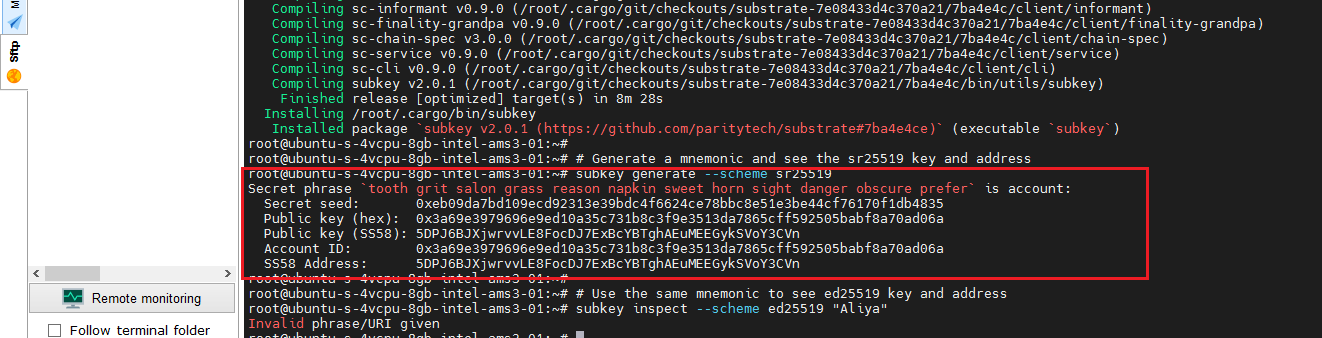 Sftp
Compiling sc-informant v0.9.0 (/root/.cargo/git/checkouts/substrate-7e08433d4c370a21/7ba4e4c/client/informant)
Compiling sc-finality-grandpa v0.9.0 (/root/.cargo/git/checkouts/substrate-7e08433d4c370a21/7ba4e4c/client/finality-grandpa)
Compiling sc-chain-spec v3.0.0 (/root/.cargo/git/checkouts/substrate-7e08433d4c370a21/7ba4e4c/client/chain-spec)
Compiling sc-service v0.9.0 (/root/.cargo/git/checkouts/substrate-7e08433d4c370a21/7ba4e4c/client/service)
Compiling sc-cli v0.9.0 (/root/.cargo/git/checkouts/substrate-7e08433d4c370a21/7ba4e4c/client/cli)
Compiling subkey v2.0.1 (/root/.cargo/git/checkouts/substrate-7e08433d4c370a21/7ba4e4c/bin/utils/subkey)
Finished release [optimized] target(s) in 8m 28s
Installing /root/.cargo/bin/subkey
Installed package `subkey v2.0.1 (https://github.com/paritytech/substrate#7ba4e4ce)` (executable `subkey`)
root@ubuntu-s-4vcpu-8gb-intel-ams3-01:~#
root@ubuntu-s-4vcpu-8gb-intel-ams3-01:~# # Generate a mnemonic and see the sr25519 key and address
root@ubuntu-s-4vcpu-8gb-intel-ams3-01:~# subkey generate --scheme sr25519
Secret phrase `tooth grit salon grass reason napkin sweet horn sight danger obscure prefer` is account:
Secret seed: 0xeb09da7bd109ecd92313e39bdc4f6624ce78bbc8e51e3be44cf76170f1db4835
Public key (hex): 0x3a69e3979696e9ed10a35c731b8c3f9e3513da7865cff592505babf8a70ad06a
Public key (SS58): 5DPJ6BJXjwrvvLE8FocDJ7ExBcYBTghAEuMEEGykSVoY3CVn
Account ID: 0x3a69e3979696e9ed10a35c731b8c3f9e3513da7865cff592505babf8a70ad06a
SS58 Address: 5DPJ6BJXjwrvvLE8FocDJ7ExBcYBTghAEuMEEGykSVoY3CVn
root@ubuntu-s-4vcpu-8gb-intel-ams3-01:~#
root@ubuntu-s-4vcpu-8gb-intel-ams3-01:~# # Use the same mnemonic to see ed25519 key and address
root@ubuntu-s-4vcpu-8gb-intel-ams3-01:~# subkey inspect --scheme ed25519 "Aliya"
Invalid phrase/URI given
root@ubuntu-s-4vcpu-8gb-intel-ams3-01:~#
Remote monitoring
Follow terminal folder